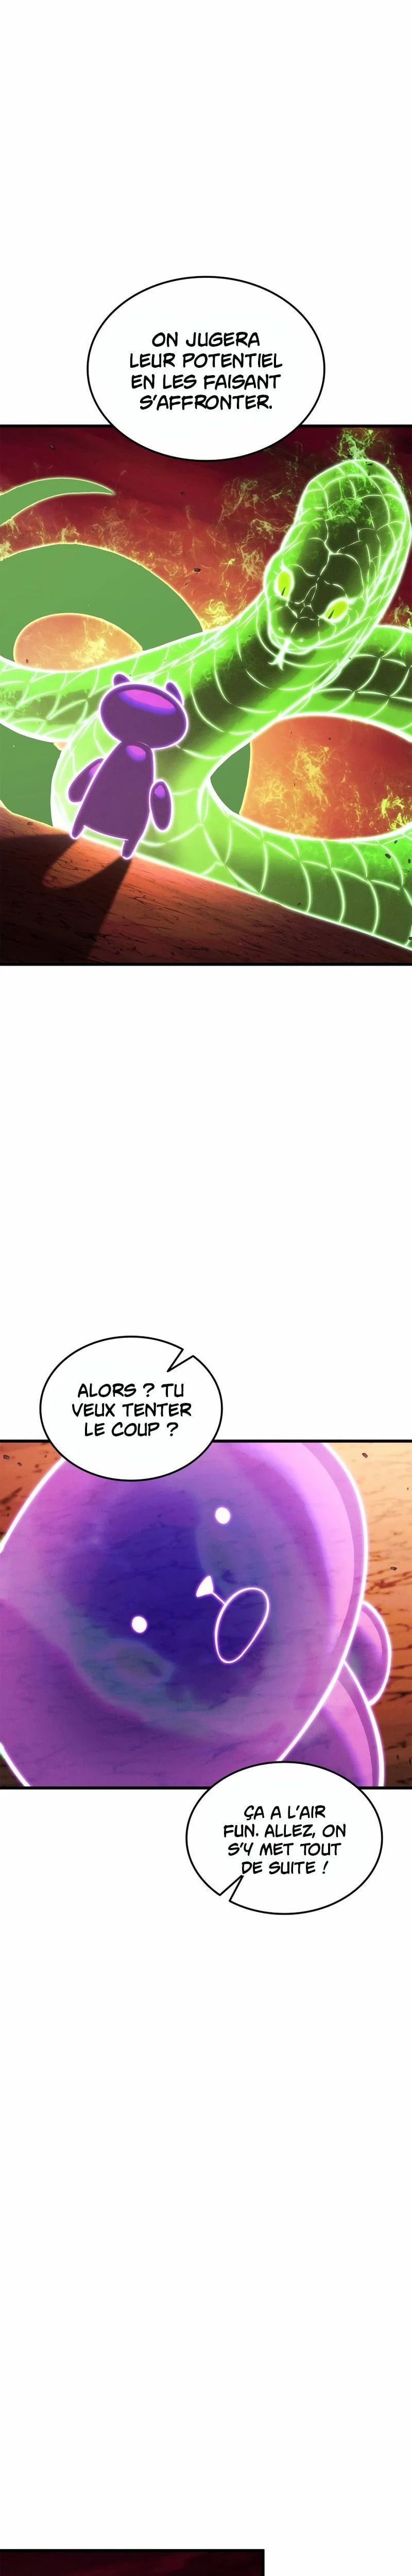 ON JUGERA
LEUR POTENTIEL
EN LES FAISANT
S'AFFRONTER.
ALORS ? TU
VEUX TENTER
LE COUP ?
ÇA A L'AIR
FUN. ALLEZ, ON
S'Y MET TOUT
DE SUITE !